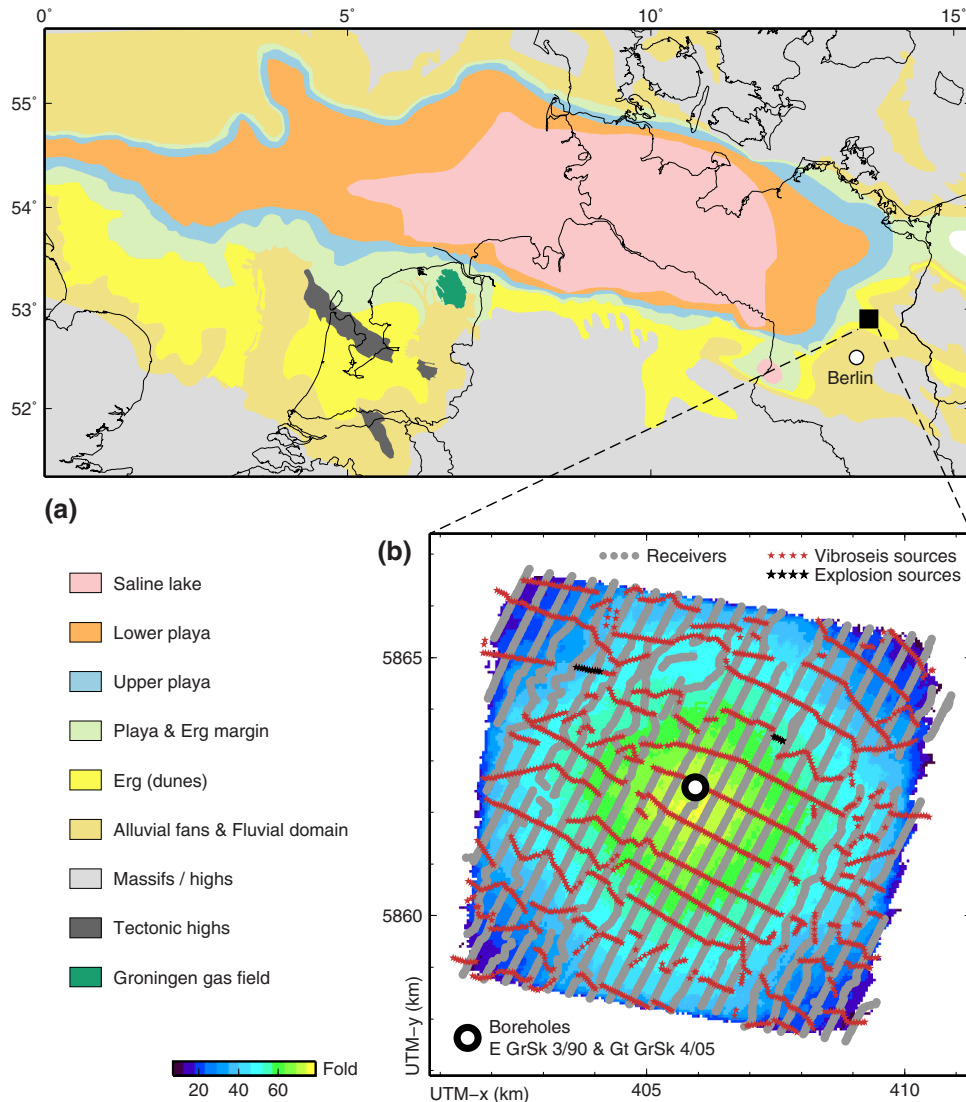 0° 5° 10° 15°
55°
54°
53°
52°
Berlin
(a)
Saline lake
Lower playa
Upper playa
Playa & Erg margin
Erg (dunes)
Alluvial fans & Fluvial domain
Massifs / highs
Tectonic highs
Groningen gas field
20 60 Fold
(b)
Receivers
Vibroseis sources
Explosion sources
5865
5860
UTM-y (km)
Boreholes
E GrSk 3/90 & Gt GrSk 4/05
405 410
UTM-x (km)